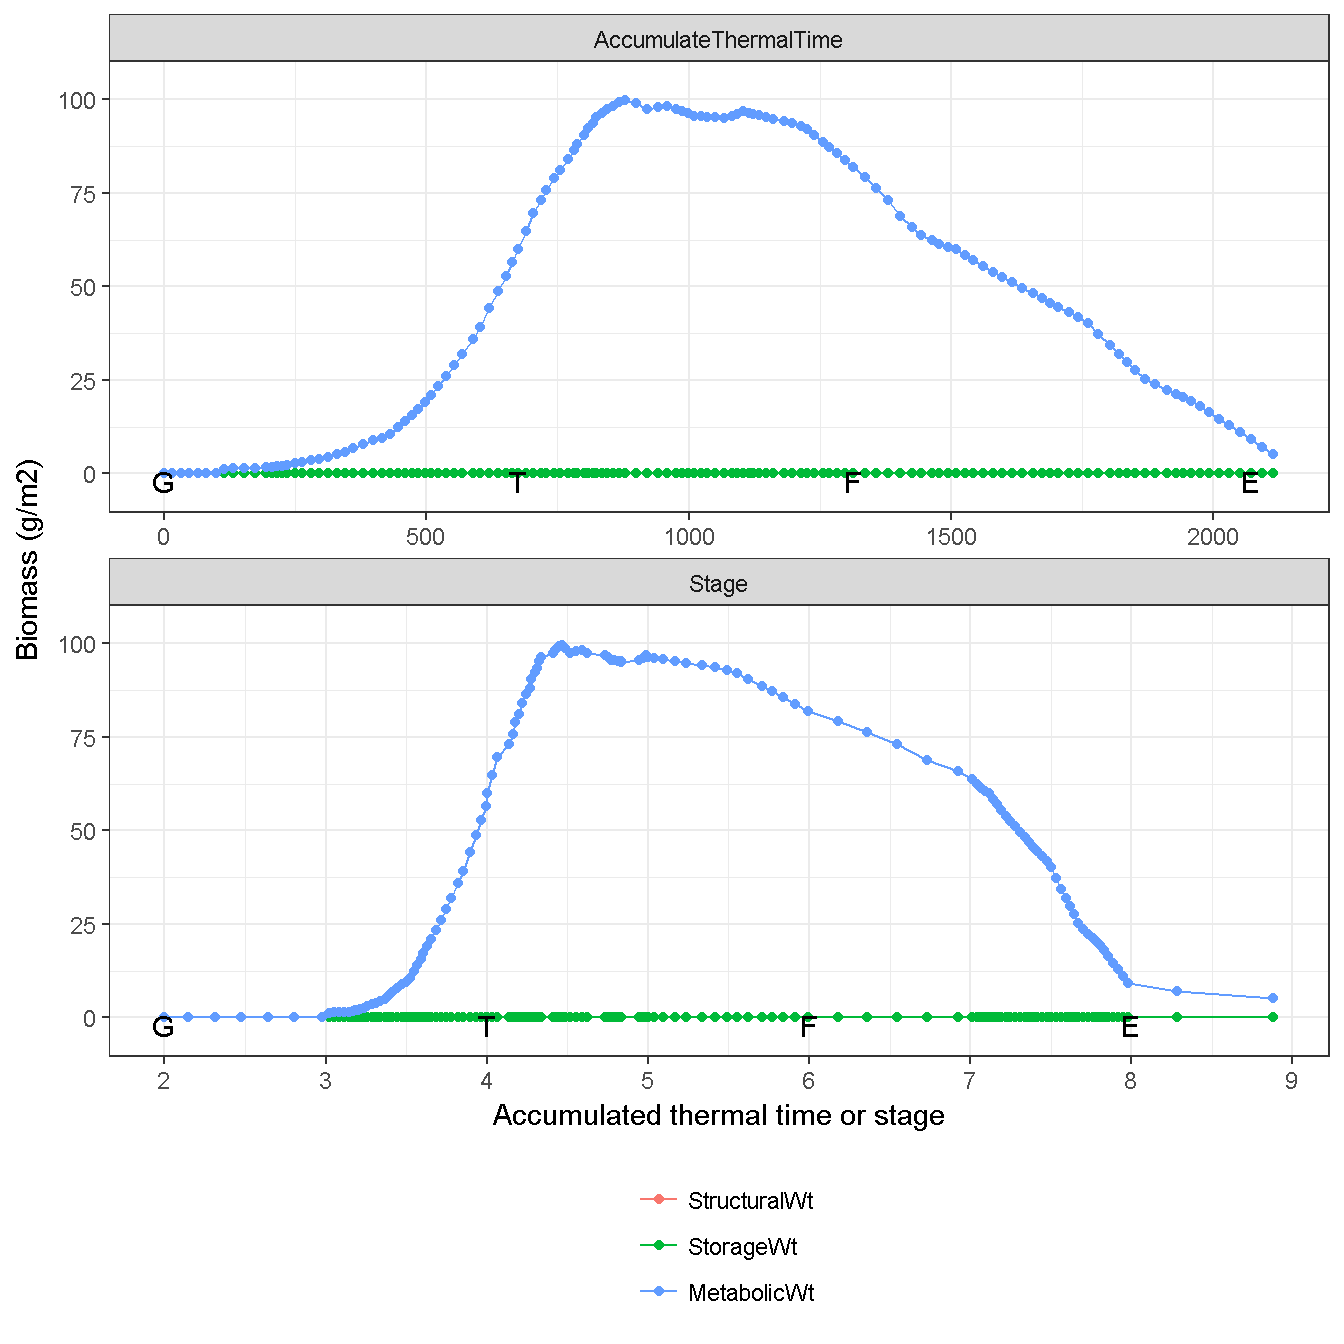 AccumulateThermalTime
100
75
50
25
0
G T F E
0 500 1000 1500 2000
Stage
100
75
50
25
0
G T F E
2 3 4 5 6 7 8 9
Biomass (g/m2)
Accumulated thermal time or stage
StructuralWt
StorageWt
MetabolicWt